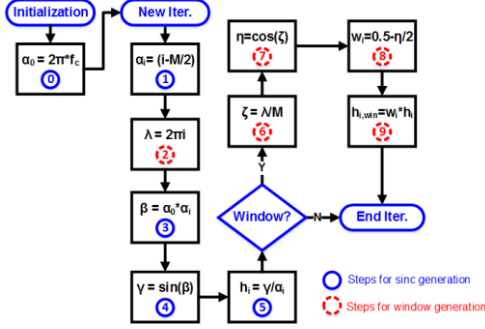 Initialization
α₀ = 2π*f꜀
0
New Iter.
αᵢ= (i-M/2)
1
λ = 2πi
2
β = α₀*αᵢ
3
γ = sin(β)
4
hᵢ= γ/αᵢ
5
Window?
Y
N
ζ = λ/M
6
η=cos(ζ)
7
wᵢ=0.5-η/2
8
hᵢ,win=wᵢ*hᵢ
9
End Iter.
Steps for sinc generation
Steps for window generation